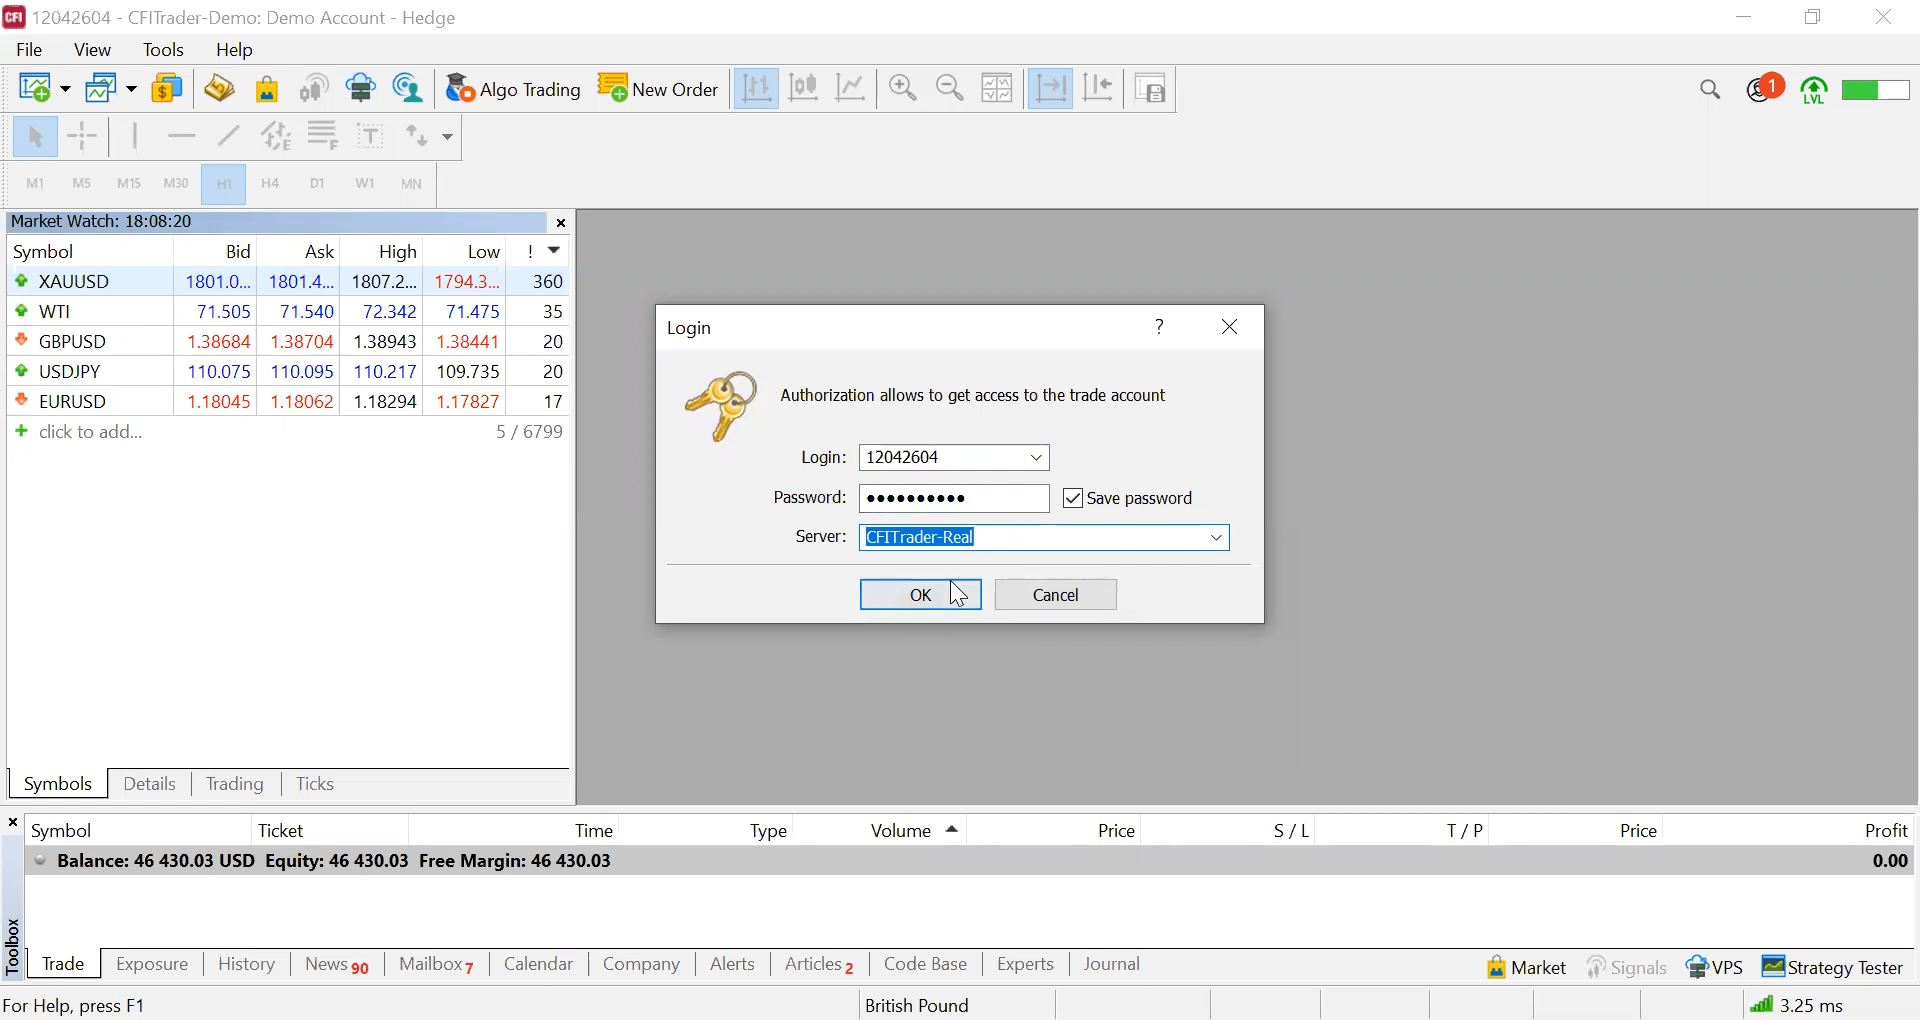 CFI 12042604 - CFITrader-Demo: Demo Account - Hedge
File View Tools Help
Algo Trading New Order 1 LVL
E F T
M1 M5 M15 M30 H1 H4 D1 W1 MN
Market Watch: 18:08:20
Symbol Bid Ask High Low !
XAUUSD 1801.0... 1801.4... 1807.2... 1794.3... 360
WTI 71.505 71.540 72.342 71.475 35
GBPUSD 1.38684 1.38704 1.38943 1.38441 20
USDJPY 110.075 110.095 110.217 109.735 20
EURUSD 1.18045 1.18062 1.18294 1.17827 17
+ click to add... 5 / 6799
Login ?
Authorization allows to get access to the trade account
Login: 12042604
Password: ●●●●●●●●●● Save password
Server: CFITrader-Real
OK Cancel
Symbols Details Trading Ticks
Symbol Ticket Time Type Volume Price S / L T / P Price Profit
Balance: 46 430.03 USD Equity: 46 430.03 Free Margin: 46 430.03 0.00
Toolbox
Trade Exposure History News 90 Mailbox 7 Calendar Company Alerts Articles 2 Code Base Experts Journal Market Signals VPS Strategy Tester
For Help, press F1 British Pound 3.25 ms